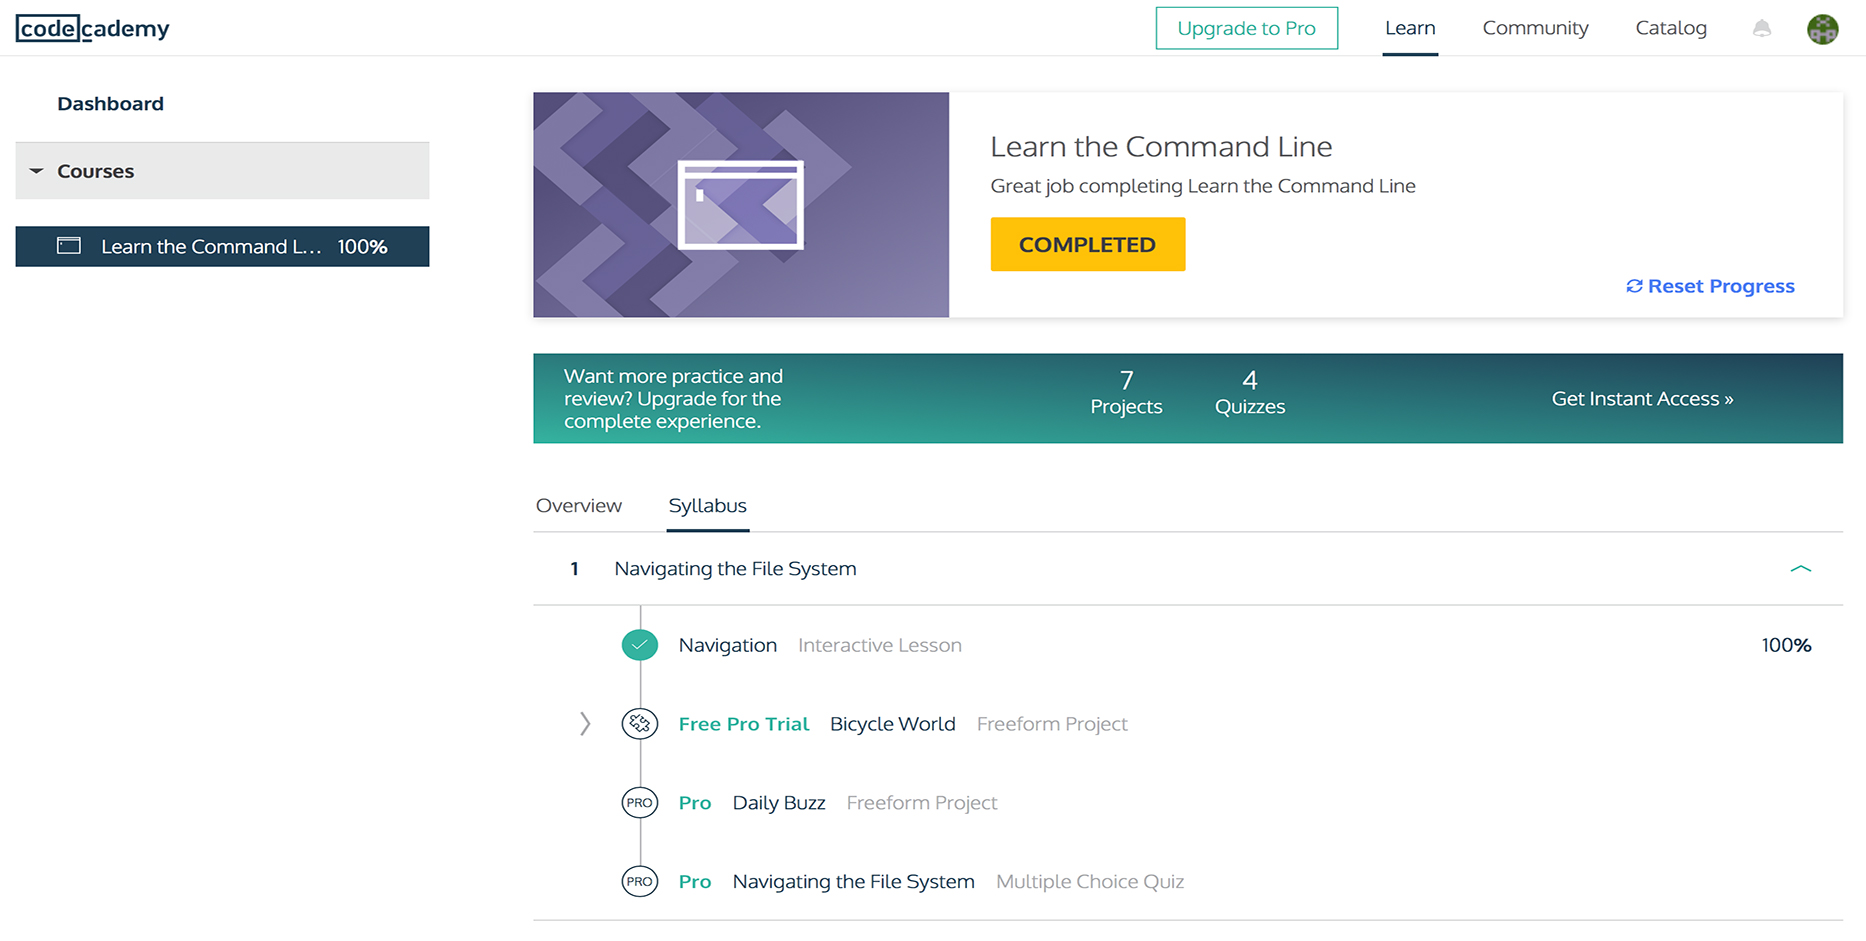 codecademy
Upgrade to Pro
Learn
Community
Catalog
Dashboard
Courses
Learn the Command L... 100%
Learn the Command Line
Great job completing Learn the Command Line
COMPLETED
Reset Progress
Want more practice and
review? Upgrade for the
complete experience.
7
Projects
4
Quizzes
Get Instant Access »
Overview
Syllabus
1 Navigating the File System
Navigation Interactive Lesson 100%
Free Pro Trial Bicycle World Freeform Project
PRO Pro Daily Buzz Freeform Project
PRO Pro Navigating the File System Multiple Choice Quiz